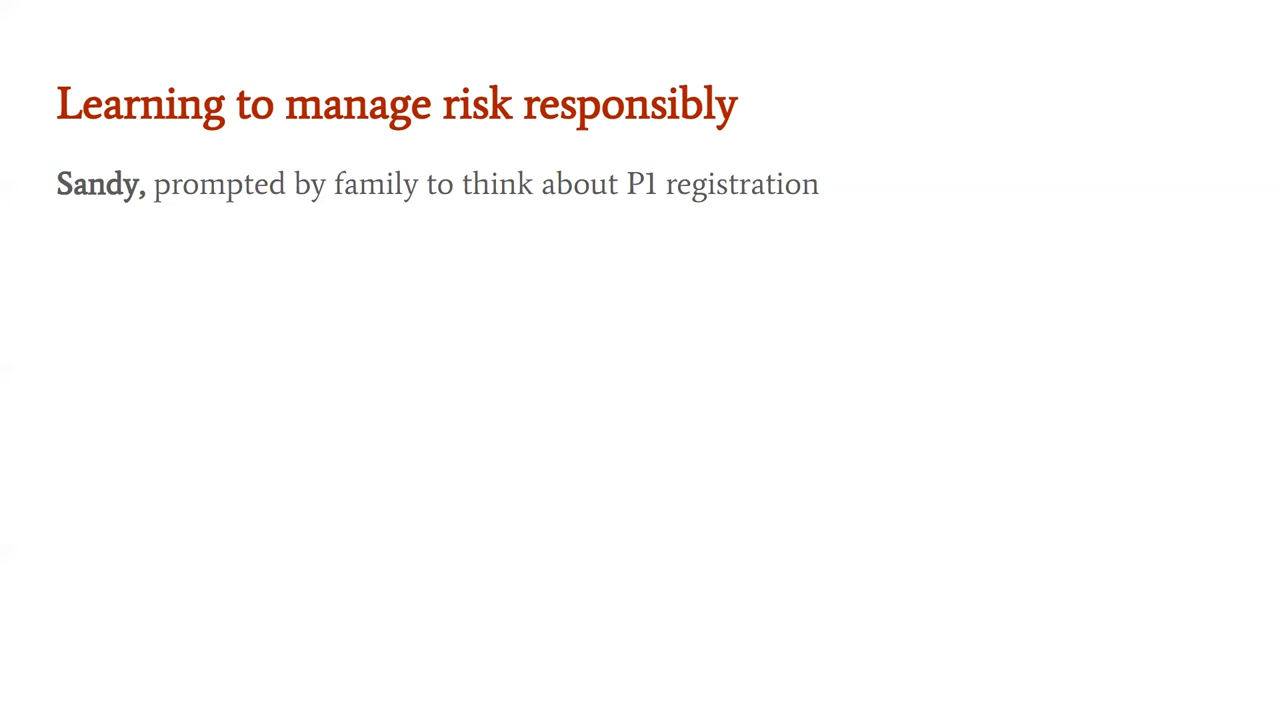 Learning to manage risk responsibly
Sandy, prompted by family to think about P1 registration